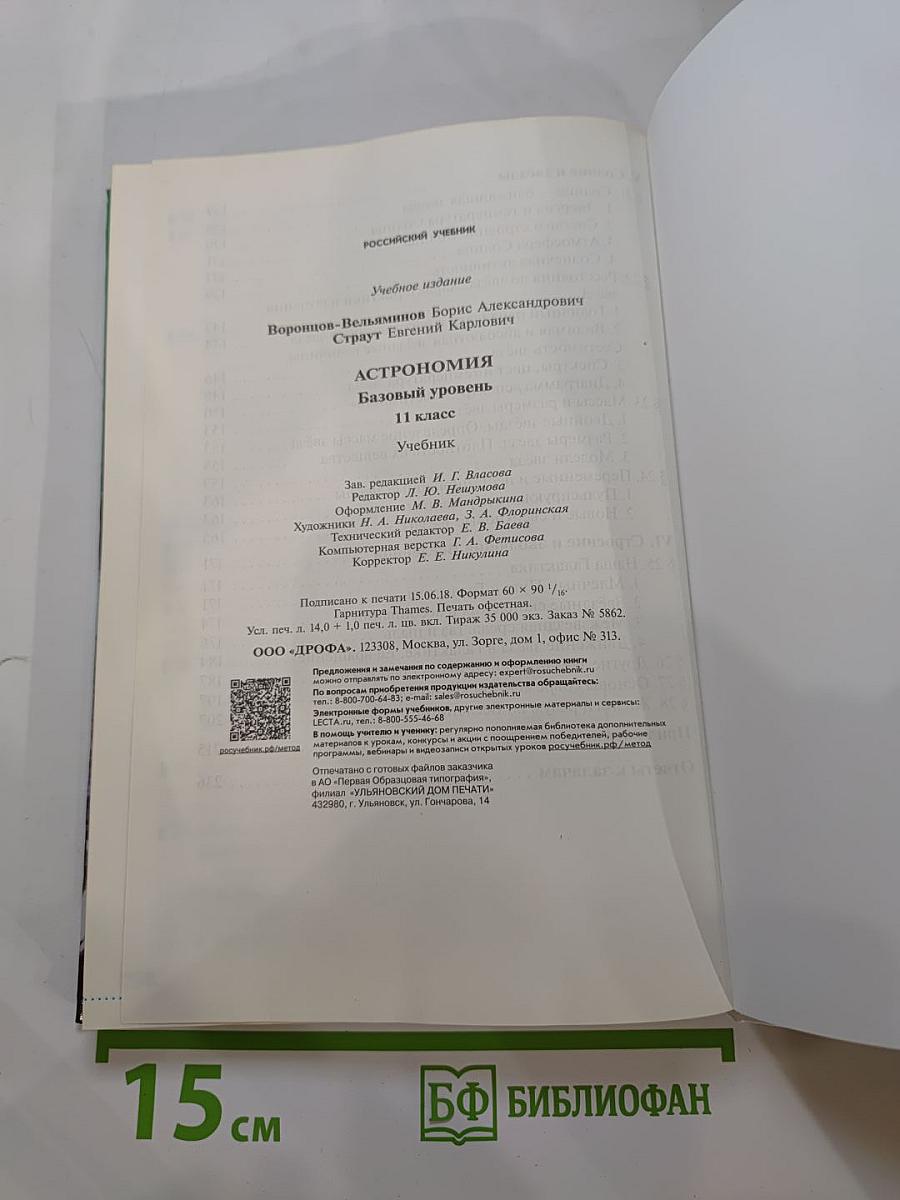 РОССИЙСКИЙ УЧЕБНИК
Учебное издание
Воронцов-Вельяминов Борис Александрович
Страут Евгений Карлович
АСТРОНОМИЯ
Базовый уровень
11 класс
Учебник
Зав. редакцией И. Г. Власова
Редактор Л. Ю. Нешумова
Оформление М. В. Мандрыкина
Художники Н. А. Николаева, З. А. Флоринская
Технический редактор Е. В. Баева
Компьютерная верстка Г. А. Фетисова
Корректор Е. Е. Никулина
Подписано к печати 15.06.18. Формат 60 × 90 1/16.
Гарнитура Thames. Печать офсетная.
Усл. печ. л. 14,0 + 1,0 печ. л. цв. вкл. Тираж 35 000 экз. Заказ № 5862.
ООО «ДРОФА». 123308, Москва, ул. Зорге, дом 1, офис № 313.
Предложения и замечания по содержанию и оформлению книги
можно отправлять по электронному адресу: expert@rosuchebnik.ru
По вопросам приобретения продукции издательства обращайтесь:
тел.: 8-800-700-64-83; e-mail: sales@rosuchebnik.ru
Электронные формы учебников, другие электронные материалы и сервисы:
LECTA.ru, тел.: 8-800-555-46-68
В помощь учителю и ученику: регулярно пополняемая библиотека дополнительных
материалов к урокам, конкурсы и акции с поощрением победителей, рабочие
программы, вебинары и видеозаписи открытых уроков росучебник.рф/метод
росучебник.рф/метод
Отпечатано с готовых файлов заказчика
в АО «Первая Образцовая типография»,
филиал «УЛЬЯНОВСКИЙ ДОМ ПЕЧАТИ»
432980, г. Ульяновск, ул. Гончарова, 14
15 см
БФ БИБЛИОФАН